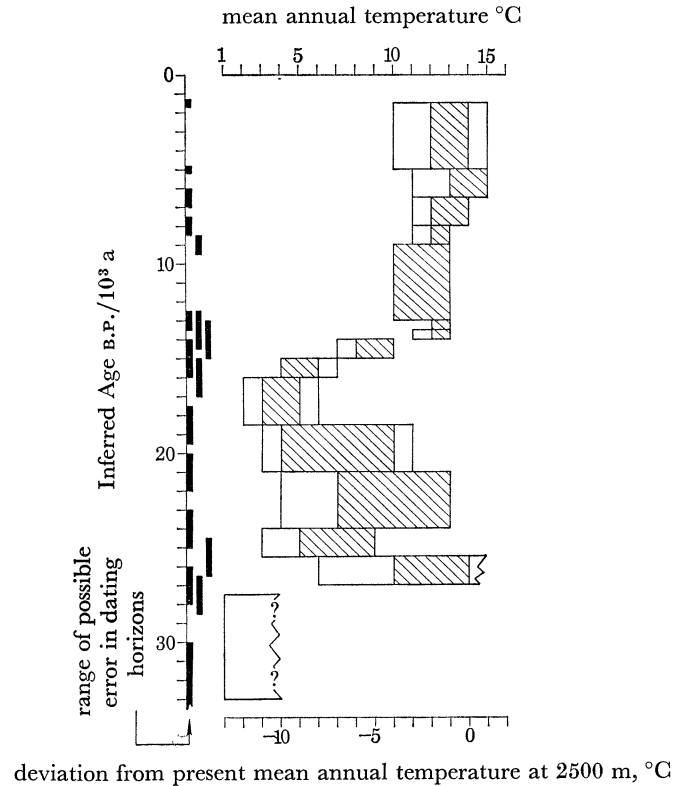 mean annual temperature °C
1 5 10 15
0
10
20
30
Inferred Age B.P./10³ a
range of possible
error in dating
horizons
?
?
–10 –5 0
deviation from present mean annual temperature at 2500 m, °C